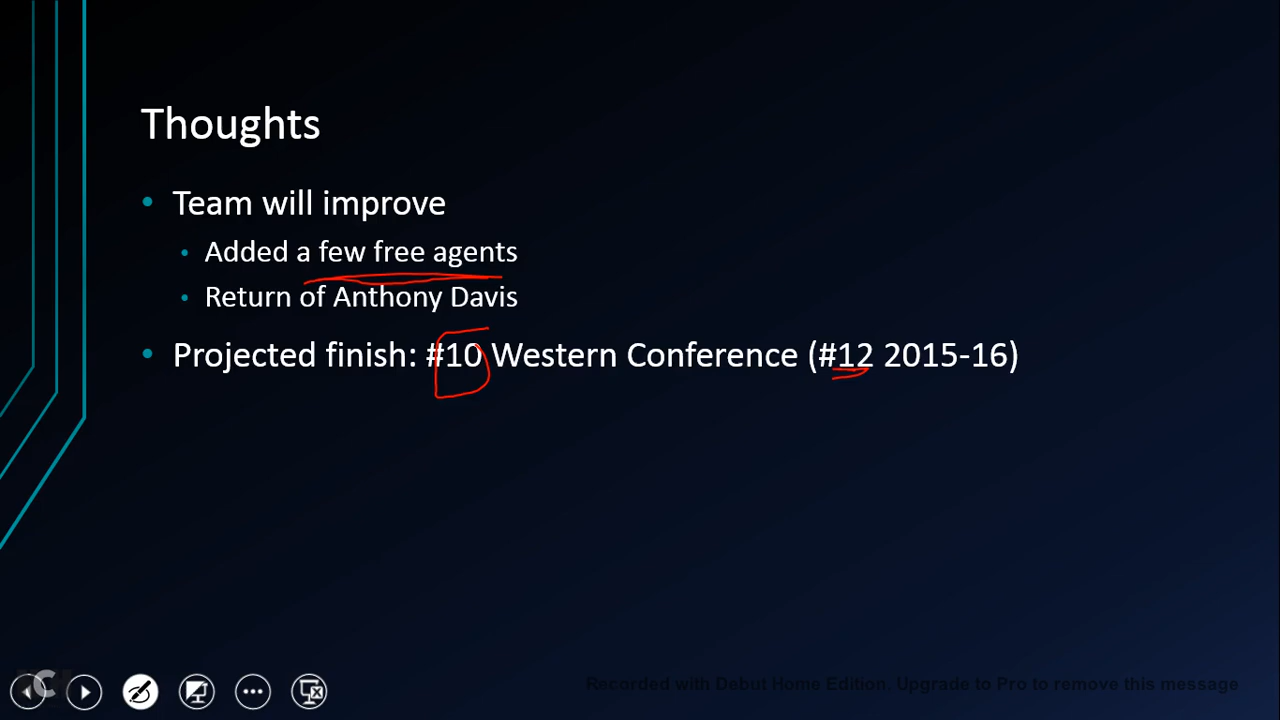 Thoughts
• Team will improve
• Added a few free agents
• Return of Anthony Davis
• Projected finish: #10 Western Conference (#12 2015-16)
Recorded with Debut Home Edition. Upgrade to Pro to remove this message